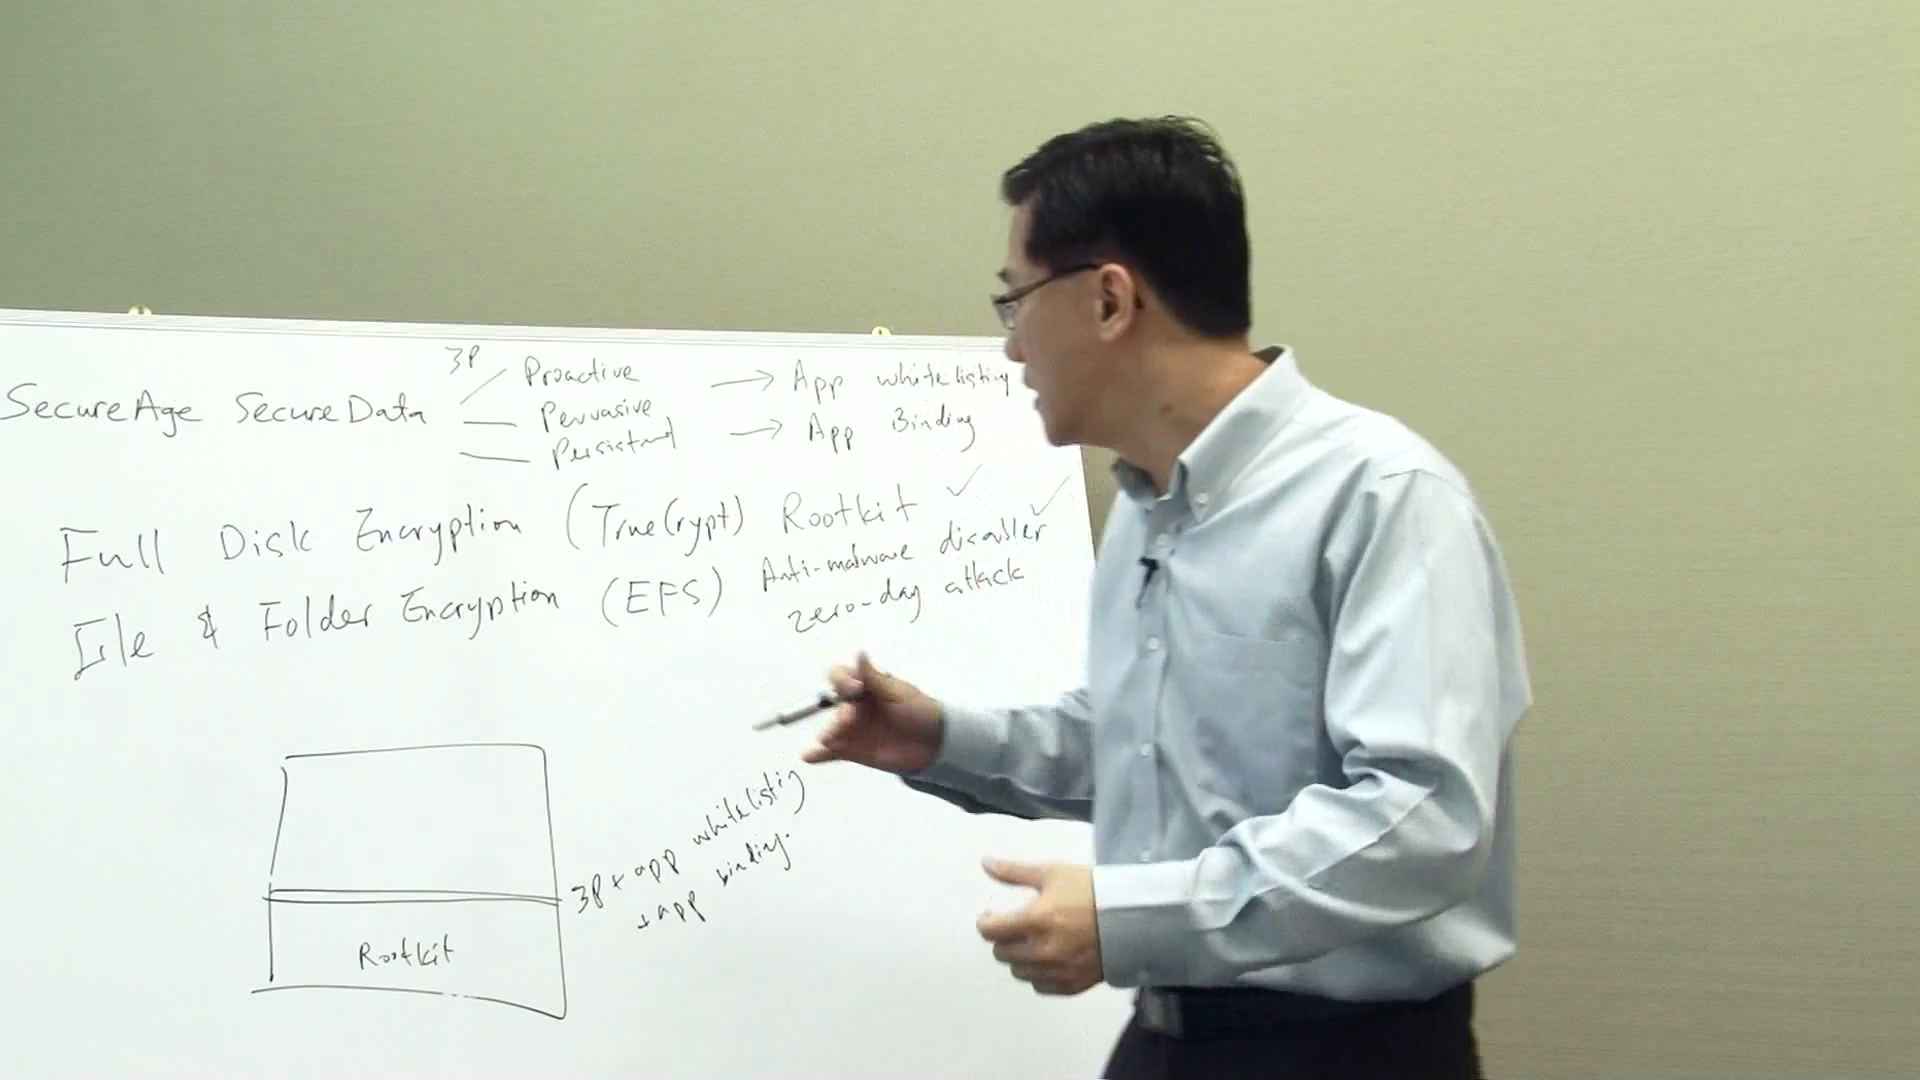 3P
Proactive → App whitelisting
SecureAge SecureData
Pervasive → App Binding
Persistent
Full Disk Encryption (TrueCrypt) Rootkit ✓
File & Folder Encryption (EFS) Anti-malware disabler ✓
zero-day attack
3P + app whitelisting
+ app binding.
Rootkit